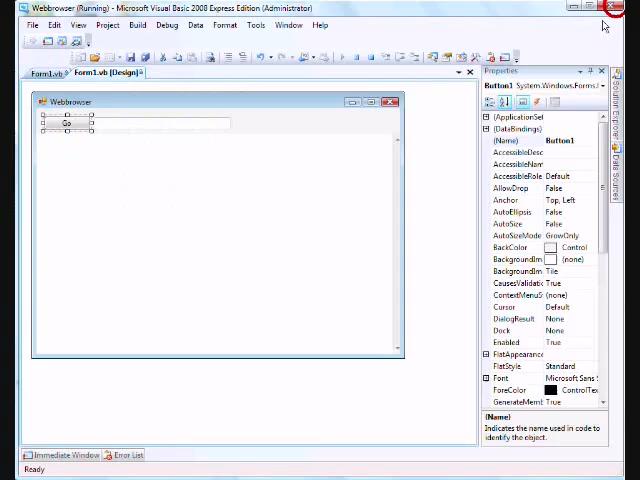 Webbrowser (Running) - Microsoft Visual Basic 2008 Express Edition (Administrator)
File Edit View Project Build Debug Data Format Tools Window Help
Form1.vb Form1.vb [Design]
Properties
Button1 System.Windows.Forms.
Webbrowser
Go
(ApplicationSet
(DataBindings)
(Name) Button1
AccessibleDesc
AccessibleNam
AccessibleRole Default
AllowDrop False
Anchor Top, Left
AutoEllipsis False
AutoSize False
AutoSizeMode GrowOnly
BackColor Control
BackgroundIm (none)
BackgroundIm Tile
CausesValidatio True
ContextMenuS (none)
Cursor Default
DialogResult None
Dock None
Enabled True
FlatAppearance
FlatStyle Standard
Font Microsoft Sans S
ForeColor ControlTex
GenerateMemb True
(Name)
Indicates the name used in code to
identify the object.
Solution Explorer
Data Sources
Immediate Window Error List
Ready